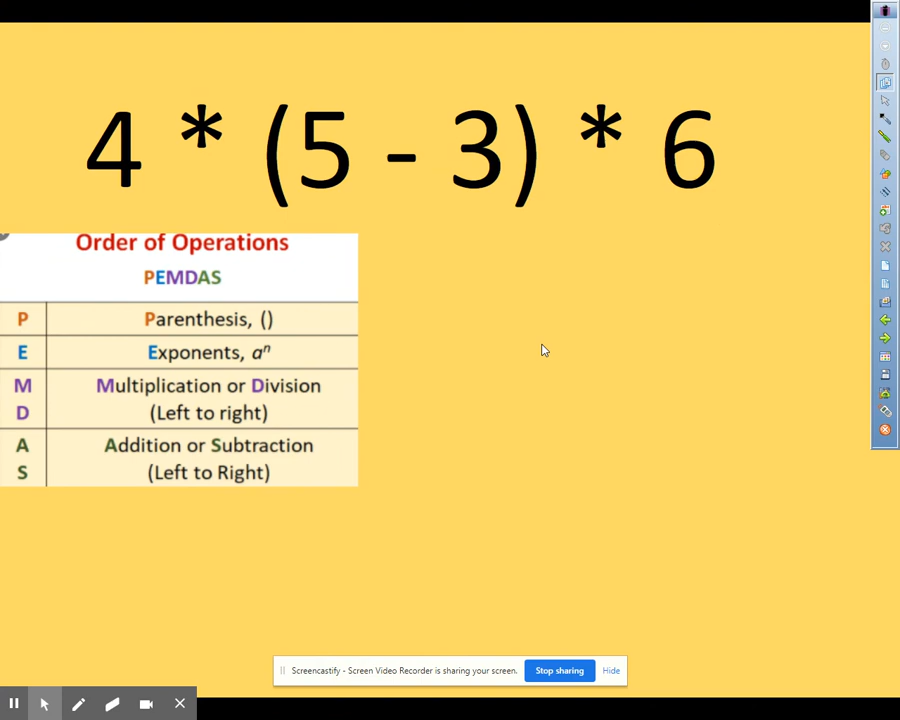 4 * (5 - 3) * 6
Order of Operations
PEMDAS
P Parenthesis, ()
E Exponents, aⁿ
M Multiplication or Division
D (Left to right)
A Addition or Subtraction
S (Left to Right)
Screencastify - Screen Video Recorder is sharing your screen. Stop sharing Hide